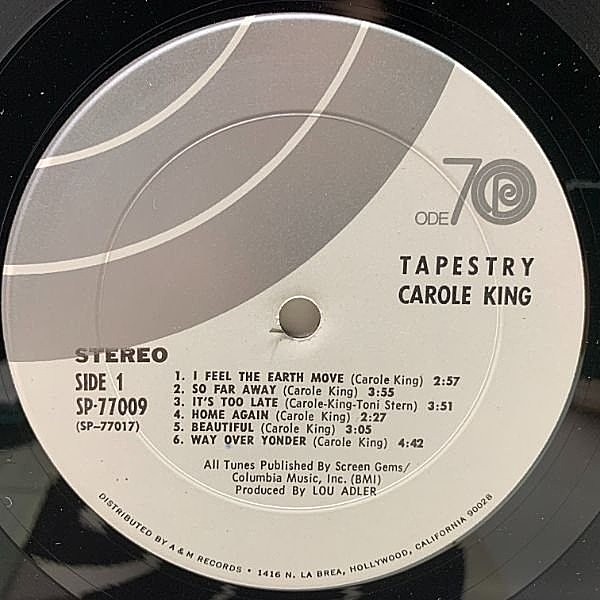 ODE 70
TAPESTRY
CAROLE KING
STEREO
SIDE 1
SP-77009
(SP-77017)
1. I FEEL THE EARTH MOVE (Carole King) 2:57
2. SO FAR AWAY (Carole King) 3:55
3. IT'S TOO LATE (Carole-King-Toni Stern) 3:51
4. HOME AGAIN (Carole King) 2:27
5. BEAUTIFUL (Carole King) 3:05
6. WAY OVER YONDER (Carole King) 4:42
All Tunes Published By Screen Gems/
Columbia Music, Inc. (BMI)
Produced By LOU ADLER
DISTRIBUTED BY A & M RECORDS • 1416 N. LA BREA, HOLLYWOOD, CALIFORNIA 90028